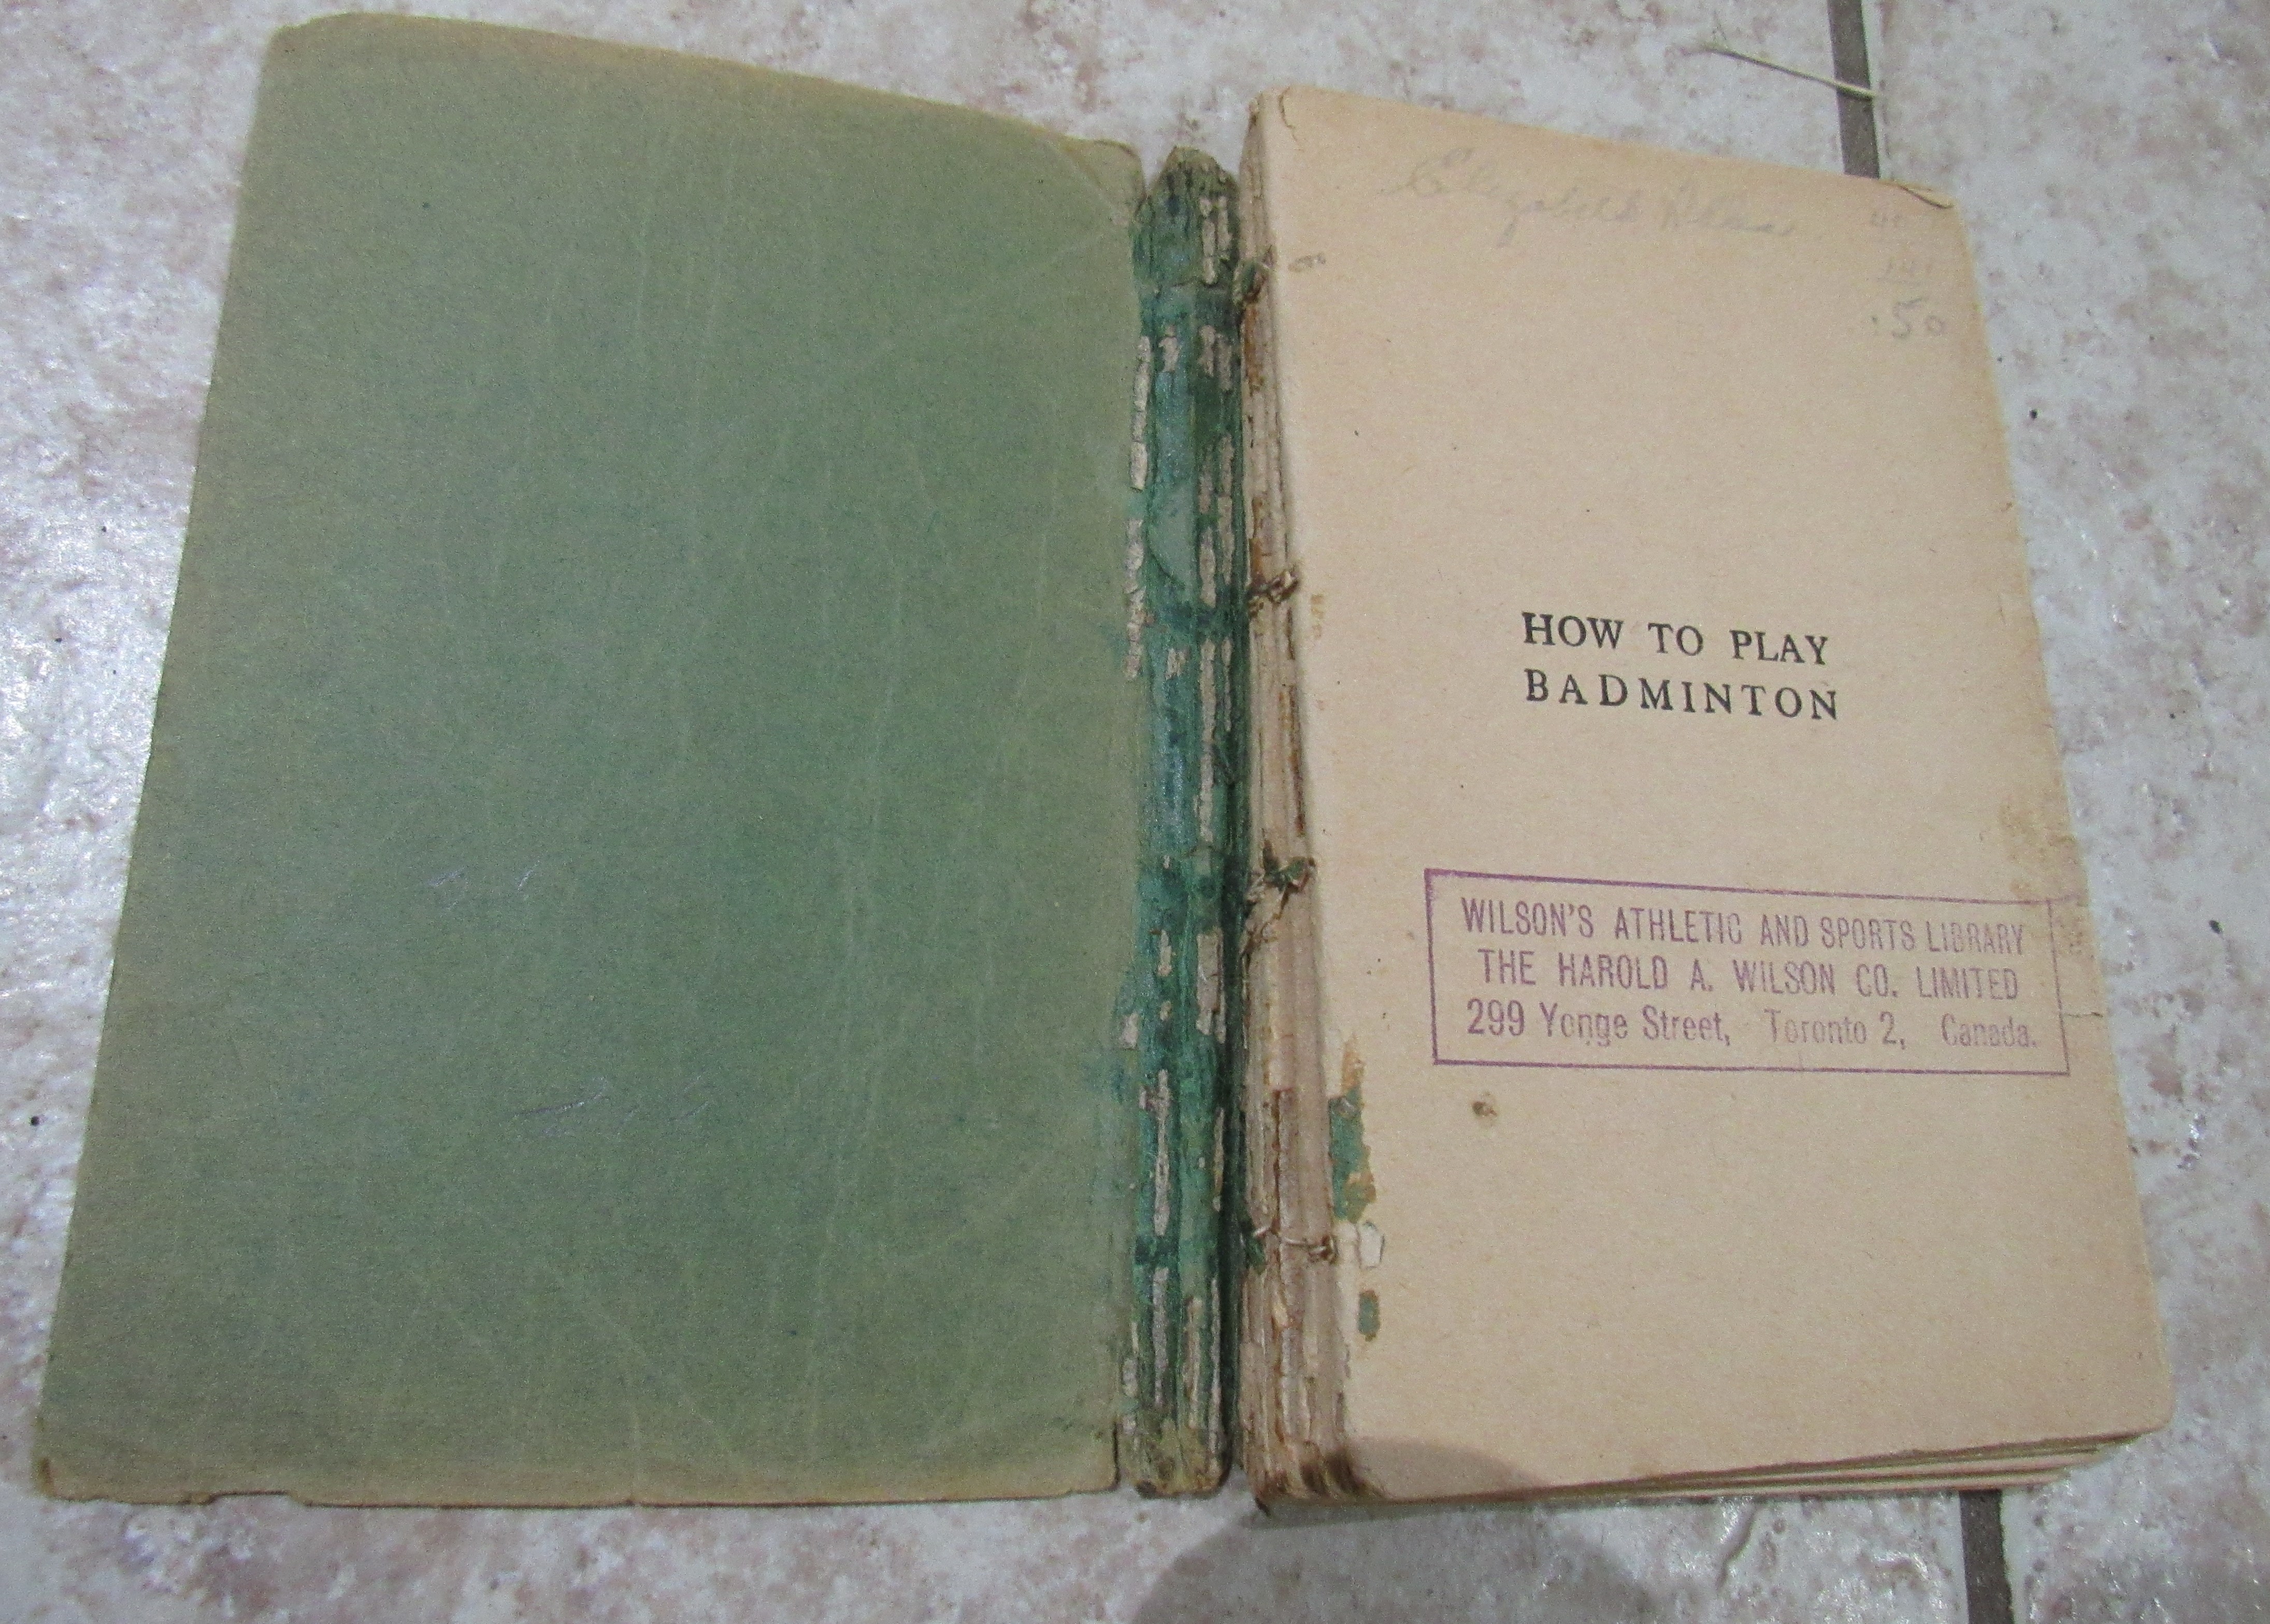 Elizabeth
.50
HOW TO PLAY
BADMINTON
WILSON'S ATHLETIC AND SPORTS LIBRARY
THE HAROLD A. WILSON CO. LIMITED
299 Yonge Street, Toronto 2, Canada.